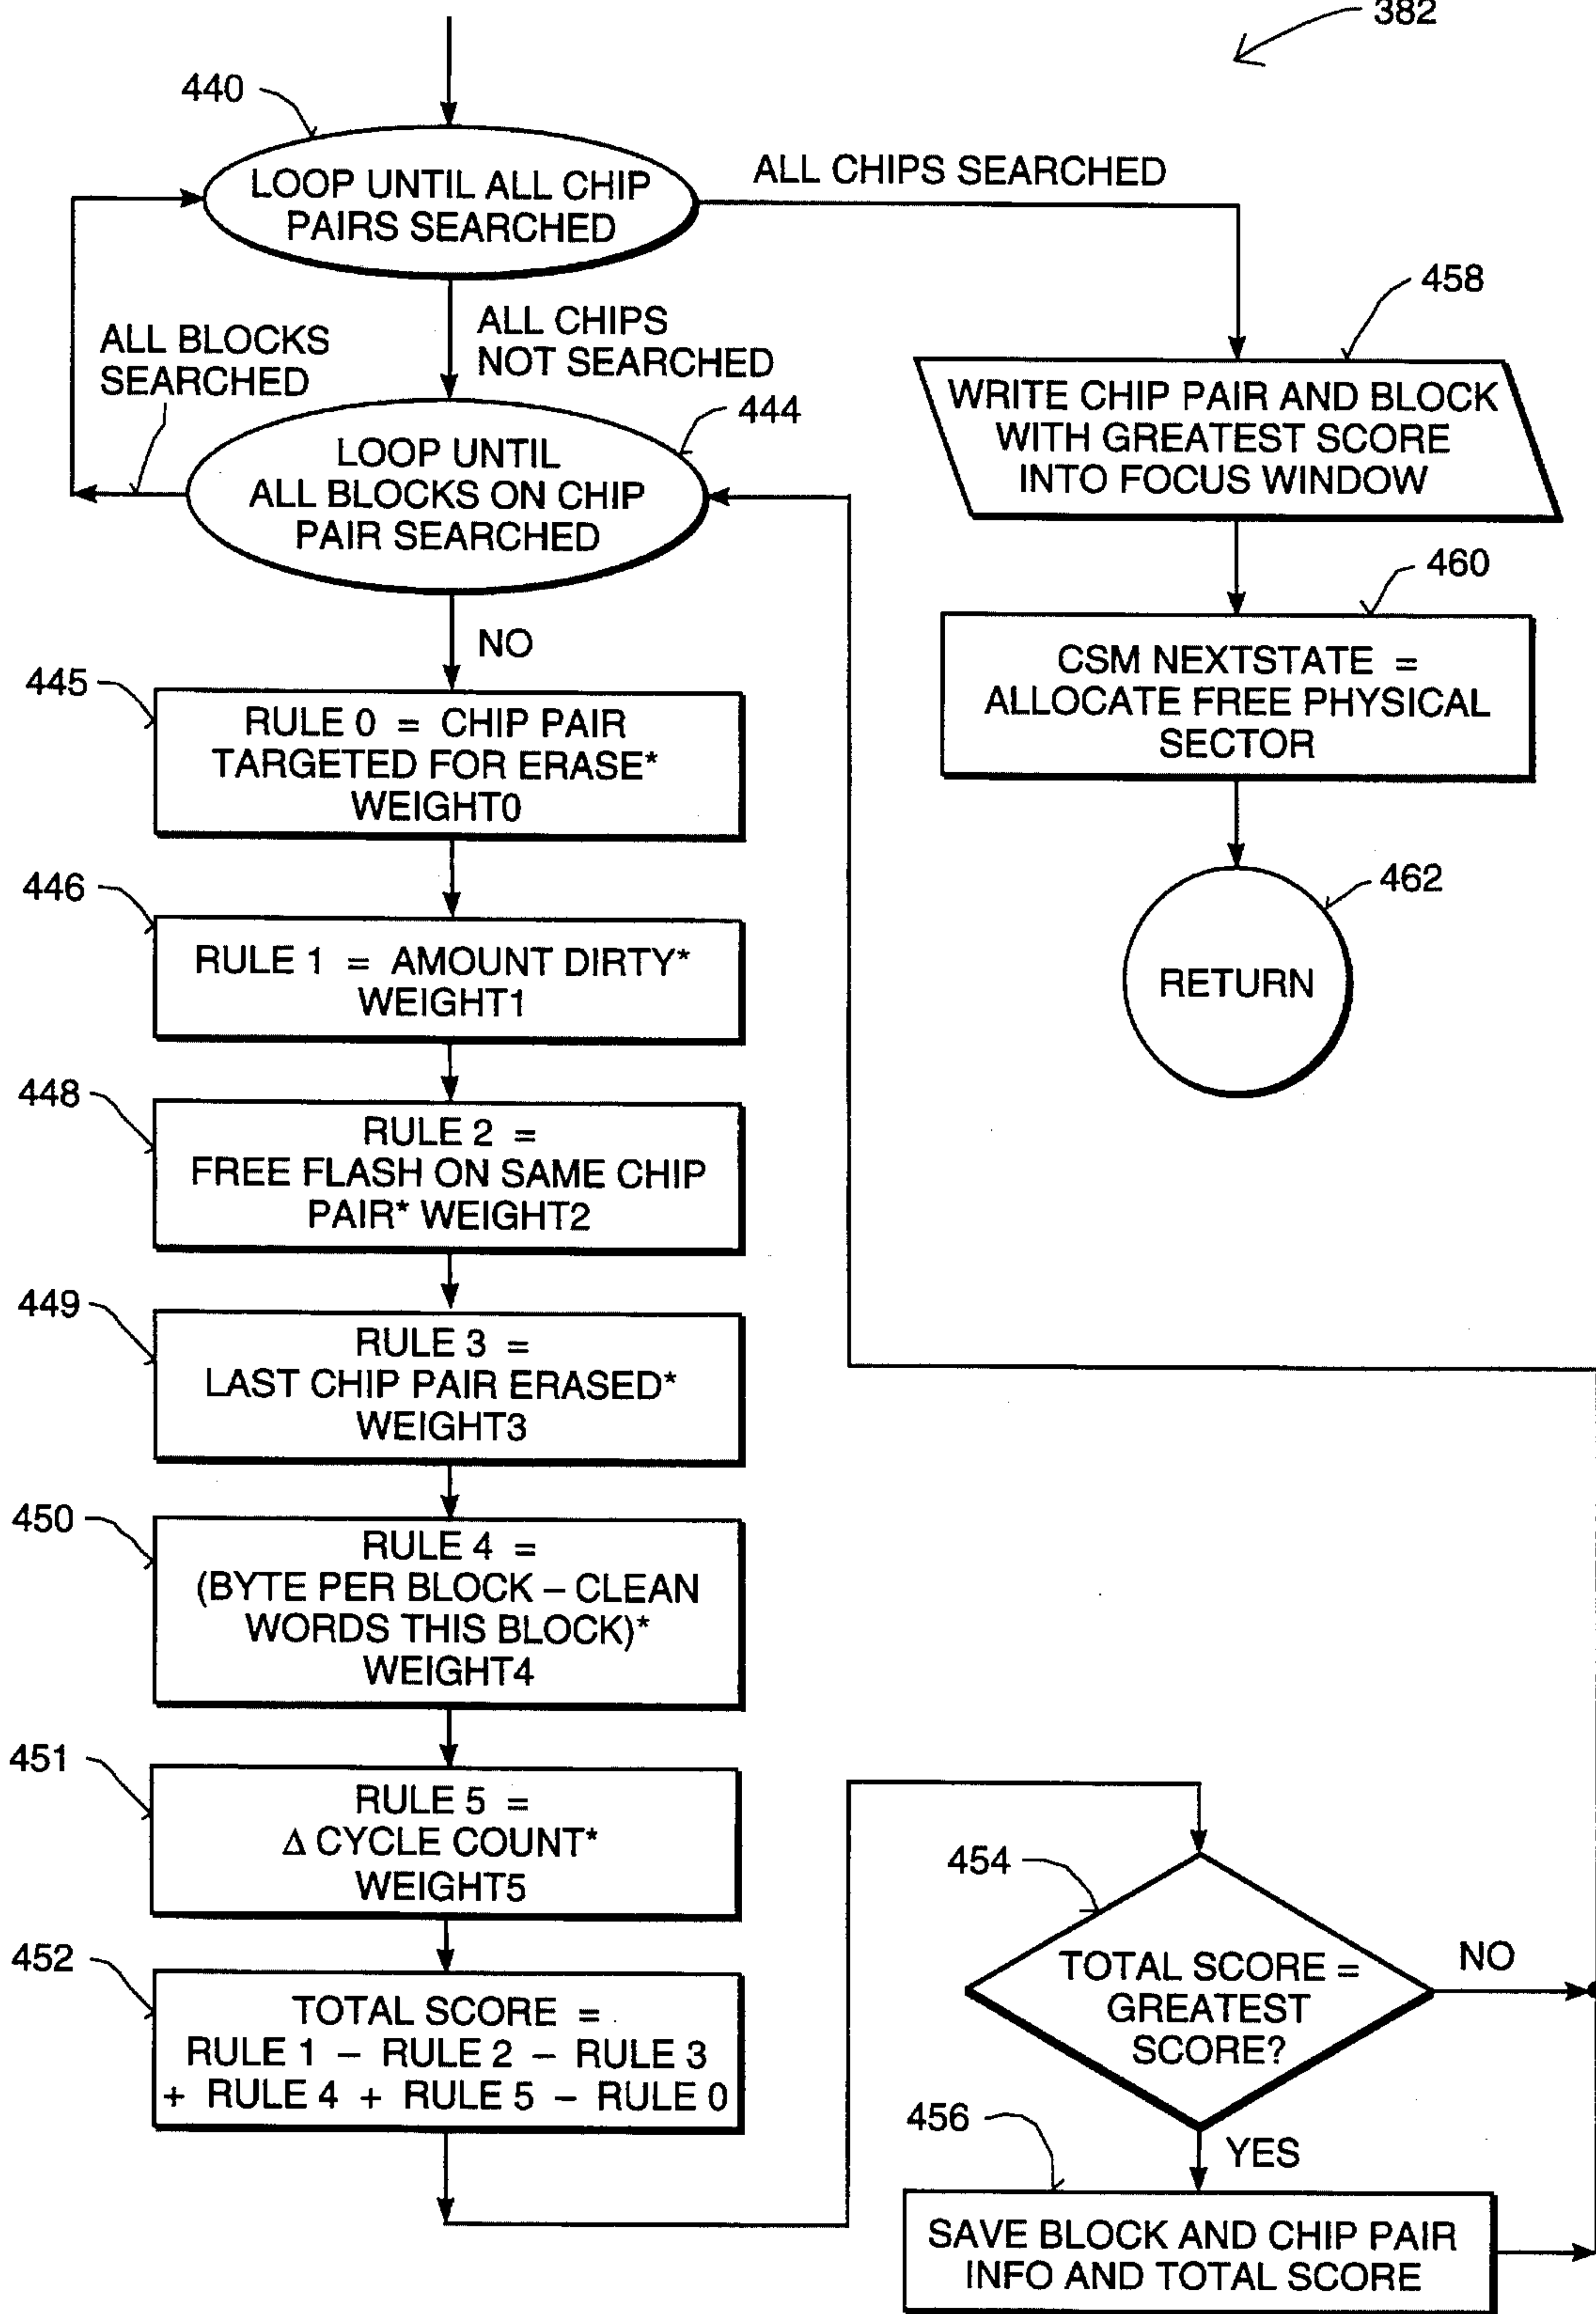 382
440
LOOP UNTIL ALL CHIP
PAIRS SEARCHED
ALL CHIPS SEARCHED
ALL BLOCKS
SEARCHED
ALL CHIPS
NOT SEARCHED
444
LOOP UNTIL
ALL BLOCKS ON CHIP
PAIR SEARCHED
NO
445
RULE 0 = CHIP PAIR
TARGETED FOR ERASE*
WEIGHT0
446
RULE 1 = AMOUNT DIRTY*
WEIGHT1
448
RULE 2 =
FREE FLASH ON SAME CHIP
PAIR* WEIGHT2
449
RULE 3 =
LAST CHIP PAIR ERASED*
WEIGHT3
450
RULE 4 =
(BYTE PER BLOCK – CLEAN
WORDS THIS BLOCK)*
WEIGHT4
451
RULE 5 =
Δ CYCLE COUNT*
WEIGHT5
452
TOTAL SCORE =
RULE 1 – RULE 2 – RULE 3
+ RULE 4 + RULE 5 – RULE 0
454
TOTAL SCORE =
GREATEST
SCORE?
NO
YES
456
SAVE BLOCK AND CHIP PAIR
INFO AND TOTAL SCORE
458
WRITE CHIP PAIR AND BLOCK
WITH GREATEST SCORE
INTO FOCUS WINDOW
460
CSM NEXTSTATE =
ALLOCATE FREE PHYSICAL
SECTOR
462
RETURN